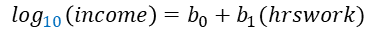 log₁₀(income) = b₀ + b₁(hrswork)